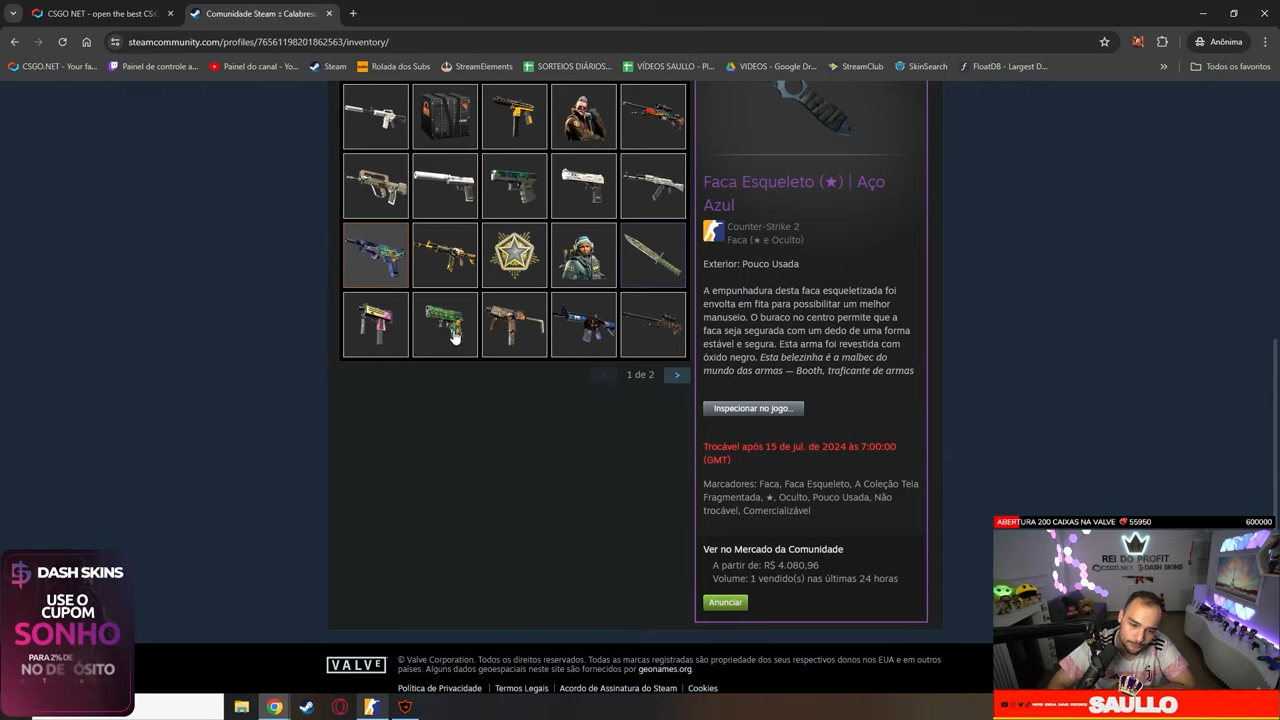 CSGO NET - open the best CS:
Comunidade Steam :: Calabres
steamcommunity.com/profiles/76561198201862563/inventory/
Anônima
CSGO.NET - Your fa...
Painel de controle a...
Painel do canal - Yo...
Steam
Rolada dos Subs
StreamElements
SORTEIOS DIÁRIOS...
VÍDEOS SAULLO - Pl...
VIDEOS - Google Dr...
SteamClub
SkinSearch
FloatDB - Largest D...
Todos os favoritos
Faca Esqueleto (★) | Aço
Azul
Counter-Strike 2
Faca (★ e Oculto)
Exterior: Pouco Usada
A empunhadura desta faca esqueletizada foi
envolta em fita para possibilitar um melhor
manuseio. O buraco no centro permite que a
faca seja segurada com um dedo de uma forma
estável e segura. Esta arma foi revestida com
óxido negro. Esta belezinha é a malbec do
mundo das armas — Booth, traficante de armas
1 de 2 >
Inspecionar no jogo...
Trocável após 15 de jul. de 2024 às 7:00:00
(GMT)
Marcadores: Faca, Faca Esqueleto, A Coleção Teia
Fragmentada, ★, Oculto, Pouco Usada, Não
trocável, Comercializável
Ver no Mercado da Comunidade
A partir de: R$ 4.080,96
Volume: 1 vendido(s) nas últimas 24 horas
Anunciar
ABERTURA 200 CAIXAS NA VALVE 55950 600000
REI DO PROFIT
CSGO.NET DASH SKINS
SAULLO
DASH SKINS
USE O
CUPOM
SONHO
PARA 2% DE
VALVE
© Valve Corporation. Todos os direitos reservados. Todas as marcas registradas são propriedade dos seus respectivos donos nos EUA e em outros
países. Alguns dados geoespaciais neste site são fornecidos por geonames.org.
Política de Privacidade | Termos Legais | Acordo de Assinatura do Steam | Cookies